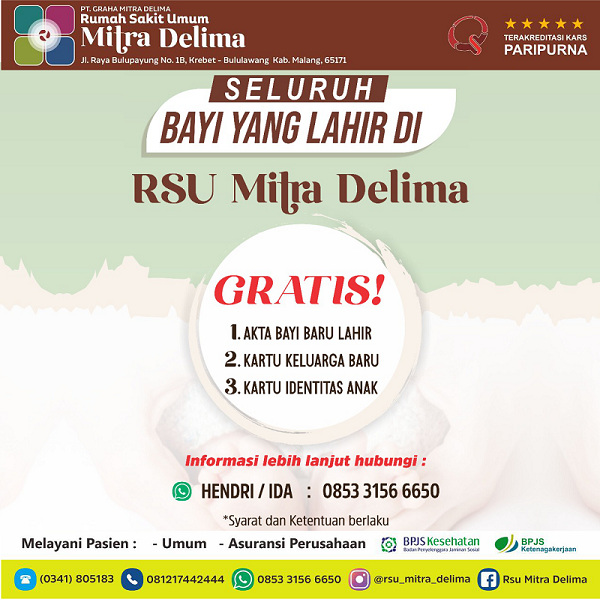 PT. GRAHA MITRA DELIMA
Rumah Sakit Umum
Mitra Delima
Jl. Raya Bulupayung No. 1B, Krebet - Bululawang Kab. Malang, 65171
TERAKREDITASI KARS
PARIPURNA
SELURUH
BAYI YANG LAHIR DI
RSU Mitra Delima
GRATIS!
1. AKTA BAYI BARU LAHIR
2. KARTU KELUARGA BARU
3. KARTU IDENTITAS ANAK
Informasi lebih lanjut hubungi :
HENDRI / IDA : 0853 3156 6650
*Syarat dan Ketentuan berlaku
Melayani Pasien : - Umum - Asuransi Perusahaan BPJS Kesehatan
Badan Penyelenggara Jaminan Sosial
BPJS
Ketenagakerjaan
(0341) 805183 081217442444 0853 3156 6650 @rsu_mitra_delima Rsu Mitra Delima